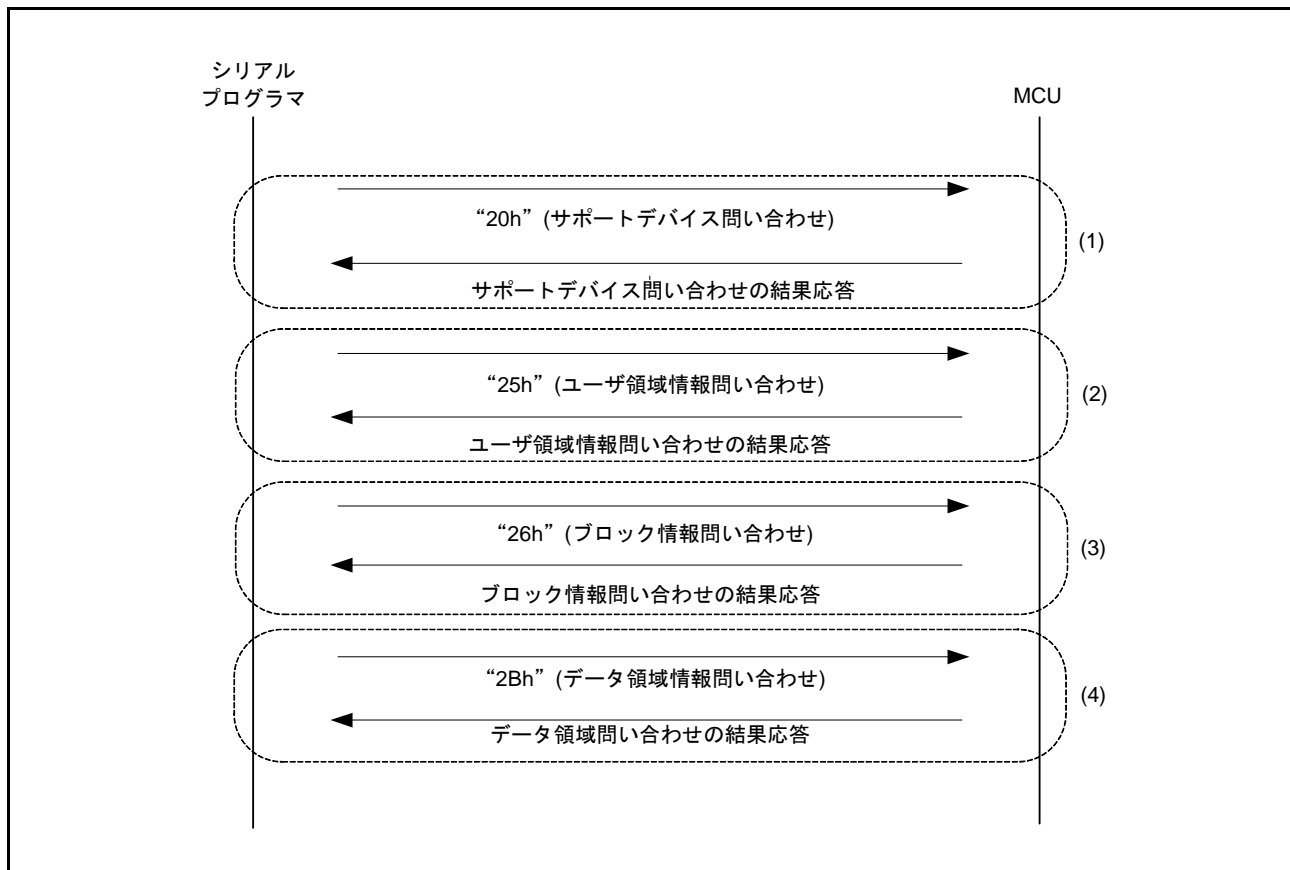 シリアル
プログラマ
MCU
“20h” (サポートデバイス問い合わせ)
(1)
サポートデバイス問い合わせの結果応答
“25h” (ユーザ領域情報問い合わせ)
(2)
ユーザ領域情報問い合わせの結果応答
“26h” (ブロック情報問い合わせ)
(3)
ブロック情報問い合わせの結果応答
“2Bh” (データ領域情報問い合わせ)
(4)
データ領域問い合わせの結果応答